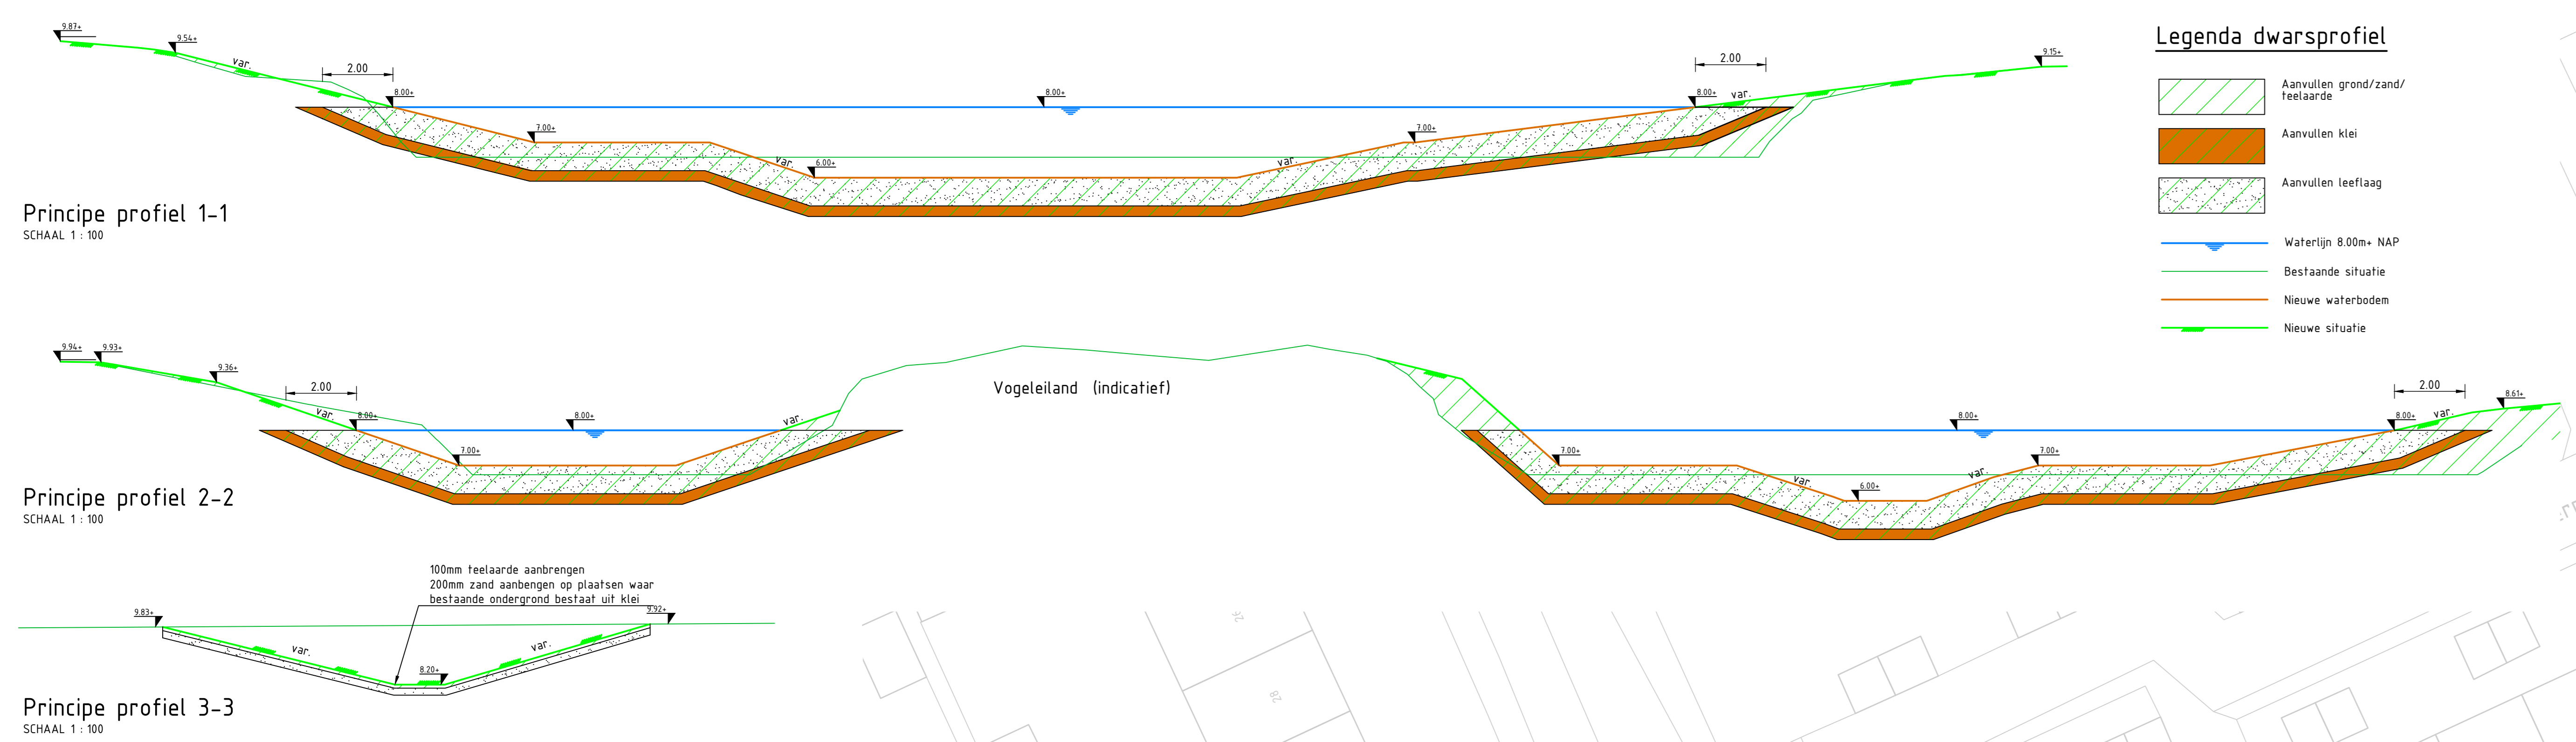 9.87+
9.54+
var.
2.00
8.00+
7.00+
var.
6.00+
8.00+
var.
7.00+
2.00
8.00+
var.
9.15+
Principe profiel 1-1
SCHAAL 1 : 100
Legenda dwarsprofiel
Aanvullen grond/zand/
teelaarde
Aanvullen klei
Aanvullen leeflaag
Waterlijn 8.00m+ NAP
Bestaande situatie
Nieuwe waterbodem
Nieuwe situatie
9.94+
9.93+
9.36+
2.00
var.
8.00+
7.00+
8.00+
var.
Vogeleiland (indicatief)
7.00+
var.
6.00+
8.00+
var.
7.00+
2.00
8.00+
var.
8.61+
Principe profiel 2-2
SCHAAL 1 : 100
100mm teelaarde aanbrengen
200mm zand aanbengen op plaatsen waar
bestaande ondergrond bestaat uit klei
9.83+
var.
8.20+
var.
9.92+
Principe profiel 3-3
SCHAAL 1 : 100
26
28